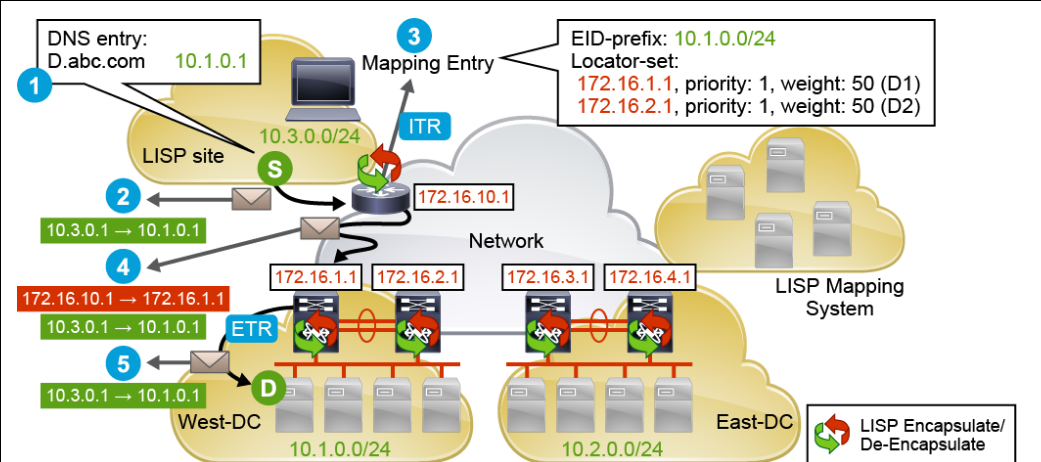 DNS entry:
D.abc.com 10.1.0.1
1
3
Mapping Entry
EID-prefix: 10.1.0.0/24
Locator-set:
172.16.1.1, priority: 1, weight: 50 (D1)
172.16.2.1, priority: 1, weight: 50 (D2)
ITR
10.3.0.0/24
LISP site
S
2
10.3.0.1 → 10.1.0.1
172.16.10.1
Network
4
172.16.10.1 → 172.16.1.1
10.3.0.1 → 10.1.0.1
172.16.1.1
172.16.2.1
172.16.3.1
172.16.4.1
LISP Mapping
System
ETR
5
10.3.0.1 → 10.1.0.1
D
West-DC
10.1.0.0/24
10.2.0.0/24
East-DC
LISP Encapsulate/
De-Encapsulate